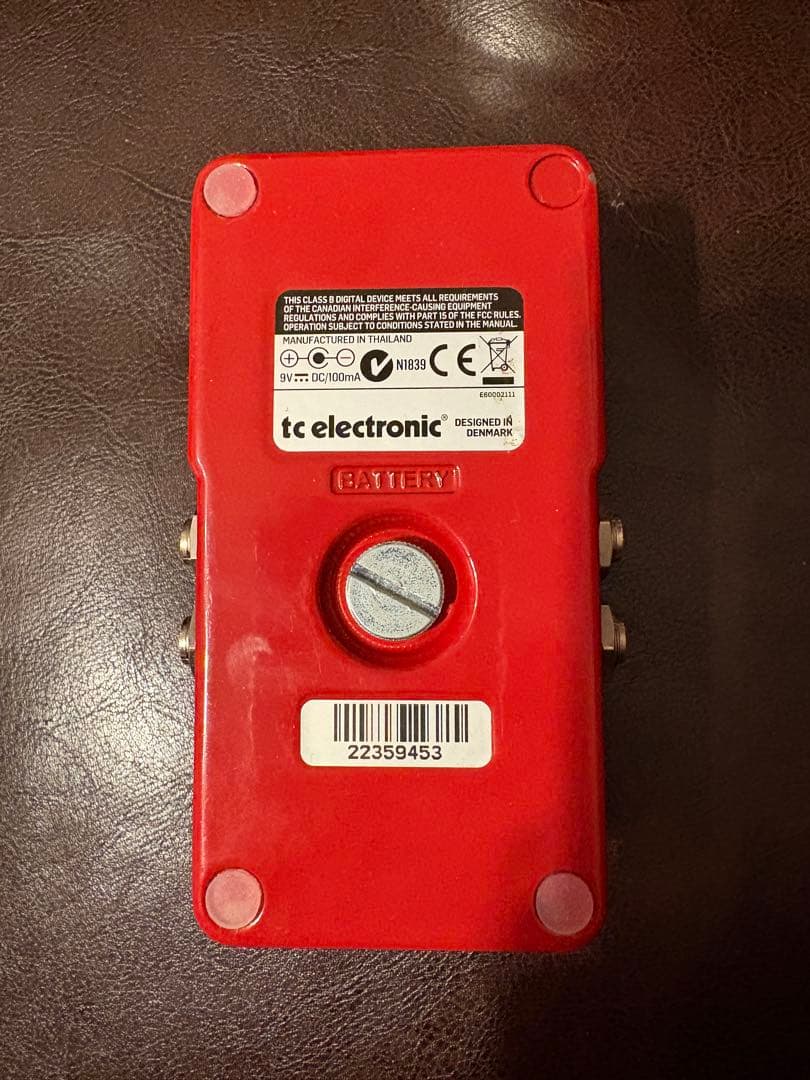 THIS CLASS B DIGITAL DEVICE MEETS ALL REQUIREMENTS
OF THE CANADIAN INTERFERENCE-CAUSING EQUIPMENT
REGULATIONS AND COMPLIES WITH PART 15 OF THE FCC RULES.
OPERATION SUBJECT TO CONDITIONS STATED IN THE MANUAL.
MANUFACTURED IN THAILAND
9V DC/100mA
N1839
CE
E60002111
tc electronic®
DESIGNED IN
DENMARK
BATTERY
22359453